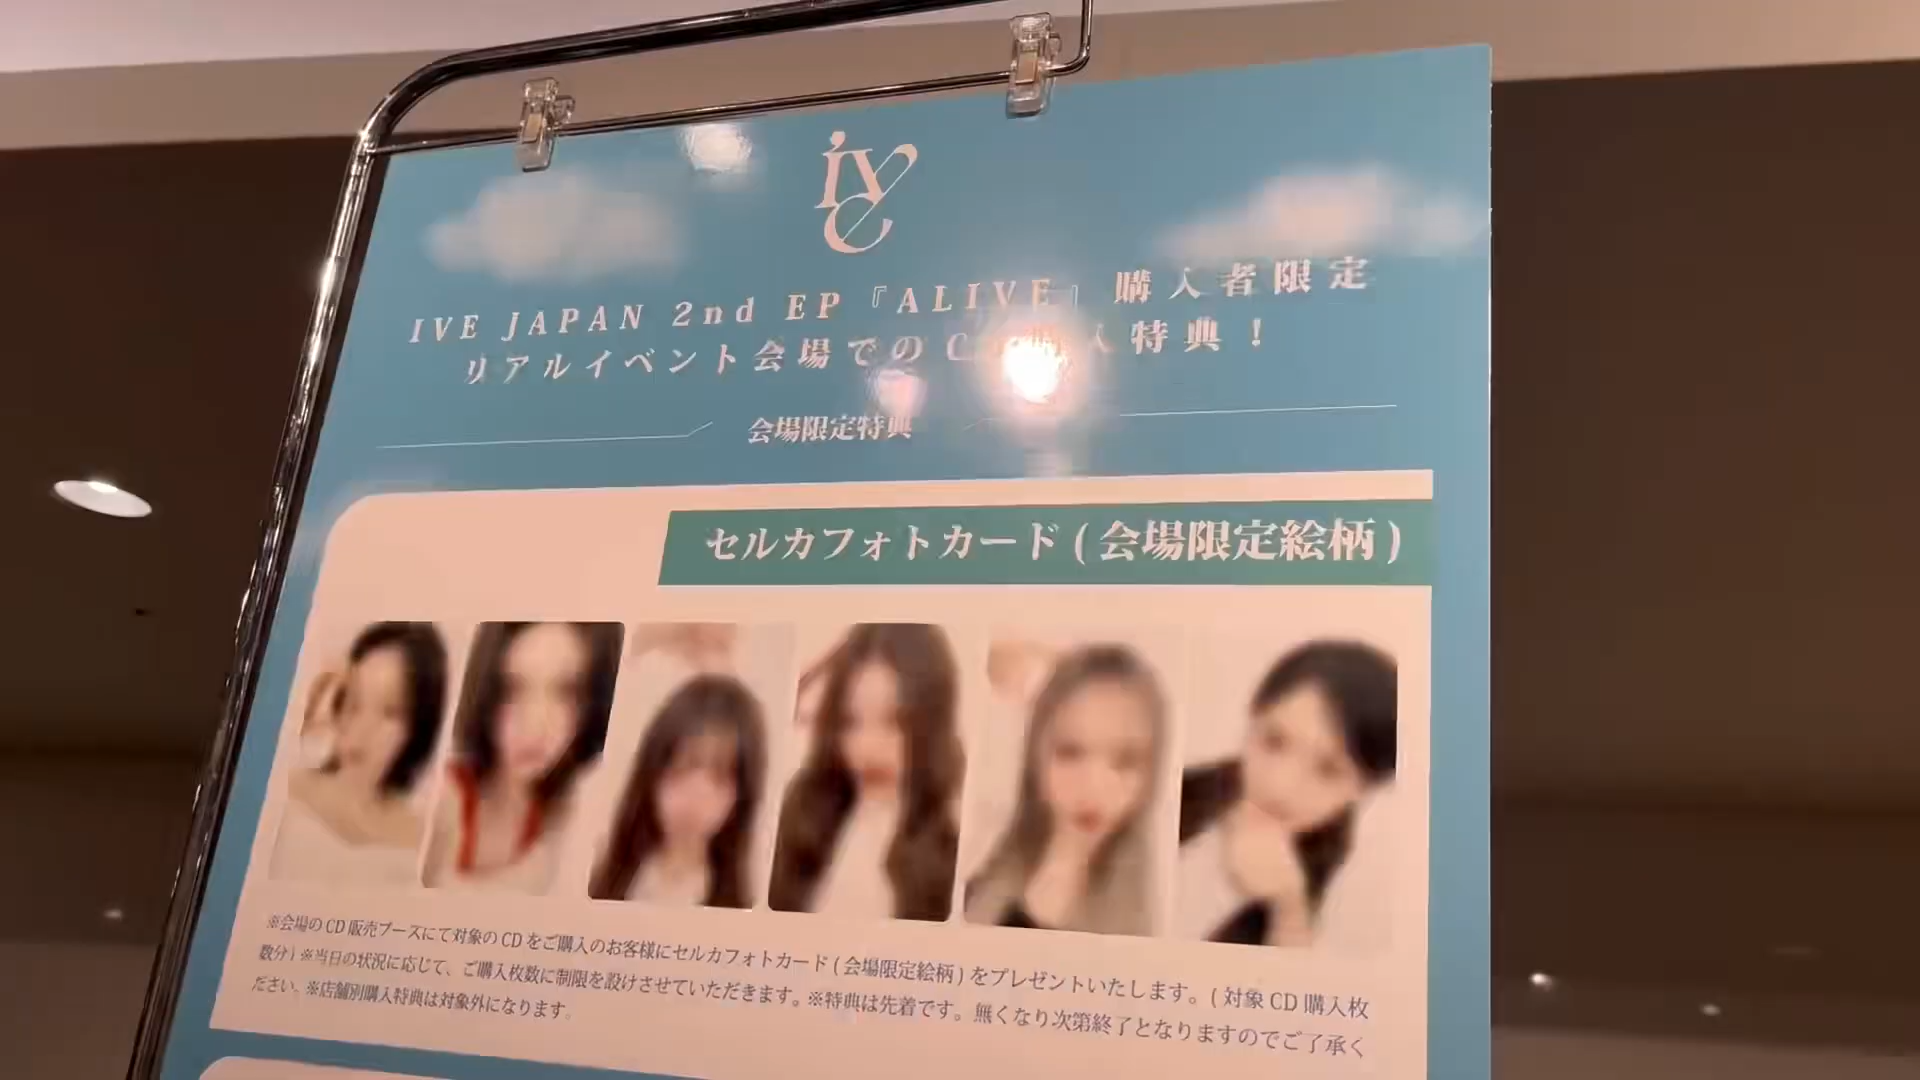 IVE
IVE JAPAN 2nd EP『ALIVE』購入者限定
リアルイベント会場でのC 入特典！
会場限定特典
セルカフォトカード(会場限定絵柄)
※会場のCD販売ブースにて対象のCDをご購入のお客様にセルカフォトカード(会場限定絵柄)をプレゼントいたします。(対象CD購入枚
数分)※当日の状況に応じて、ご購入枚数に制限を設けさせていただきます。※特典は先着です。無くなり次第終了となりますのでご了承く
ださい。※店舗別購入特典は対象外になります。